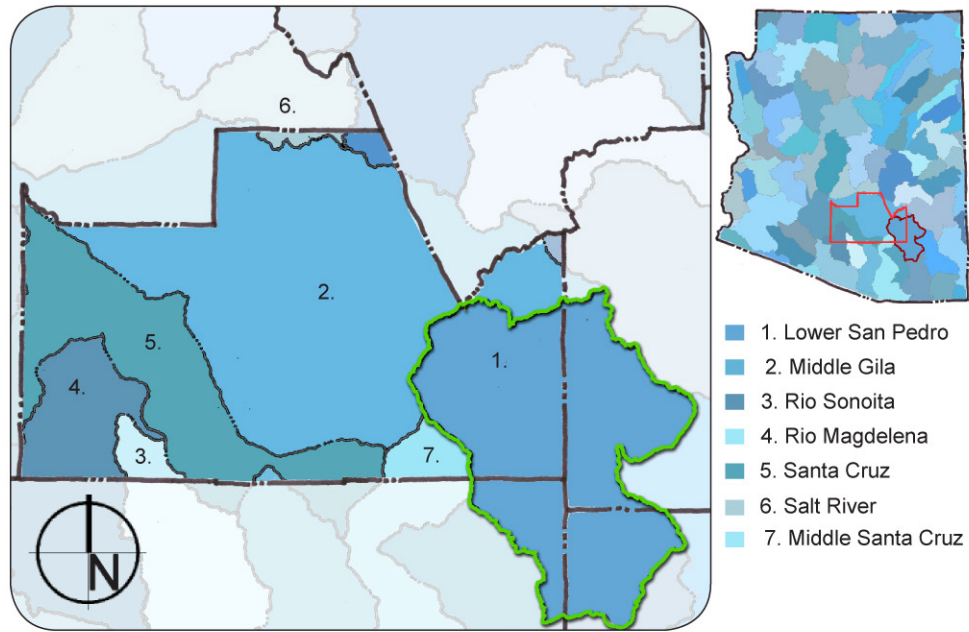 6.
2.
1.
5.
4.
3.
7.
N
1. Lower San Pedro
2. Middle Gila
3. Rio Sonoita
4. Rio Magdelena
5. Santa Cruz
6. Salt River
7. Middle Santa Cruz